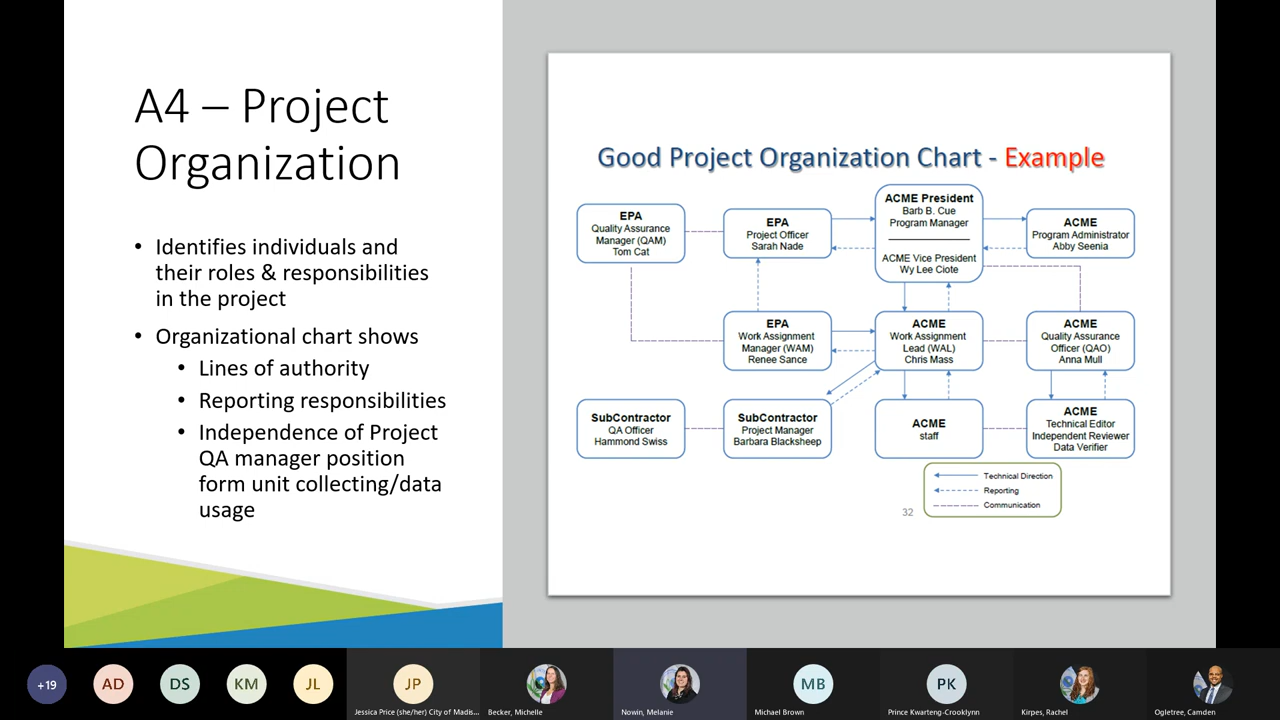 A4 – Project
Organization
• Identifies individuals and
their roles & responsibilities
in the project
• Organizational chart shows
• Lines of authority
• Reporting responsibilities
• Independence of Project
QA manager position
form unit collecting/data
usage
Good Project Organization Chart - Example
EPA
Quality Assurance
Manager (QAM)
Tom Cat
EPA
Project Officer
Sarah Nade
ACME President
Barb B. Cue
Program Manager
ACME Vice President
Wy Lee Ciote
ACME
Program Administrator
Abby Seenia
EPA
Work Assignment
Manager (WAM)
Renee Sance
ACME
Work Assignment
Lead (WAL)
Chris Mass
ACME
Quality Assurance
Officer (QAO)
Anna Mull
SubContractor
QA Officer
Hammond Swiss
SubContractor
Project Manager
Barbara Blacksheep
ACME
staff
ACME
Technical Editor
Independent Reviewer
Data Verifier
Technical Direction
Reporting
Communication
32
+19
AD
DS
KM
JL
JP
MB
PK
Jessica Price (she/her) City of Madis...
Becker, Michelle
Nowin, Melanie
Michael Brown
Prince Kwarteng-Crooklynn
Kirpes, Rachel
Ogletree, Camden